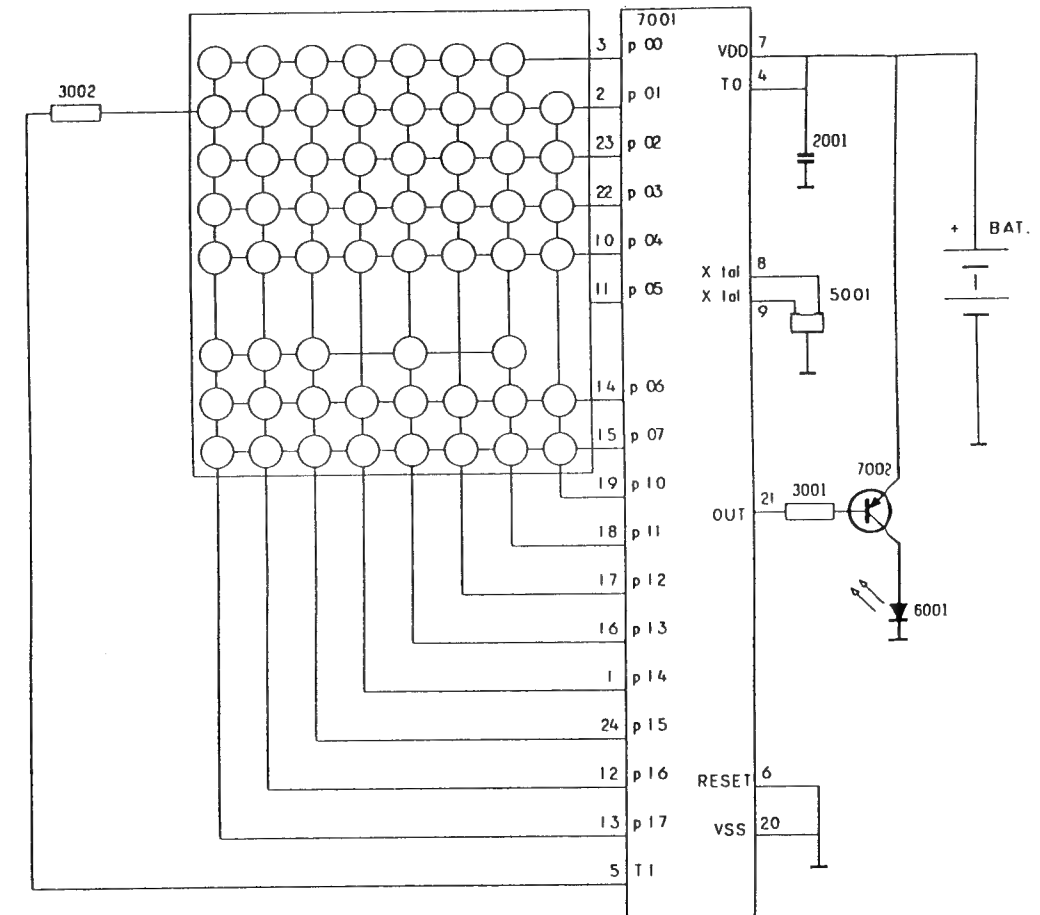 7001
3 p 00
2 p 01
23 p 02
22 p 03
10 p 04
11 p 05
14 p 06
15 p 07
19 p 10
18 p 11
17 p 12
16 p 13
1 p 14
24 p 15
12 p 16
13 p 17
5 T1
3002
VDD 7
T0 4
2001
X tal 8
X tal 9
5001
+ BAT.
OUT 21
3001
7002
6001
RESET 6
VSS 20